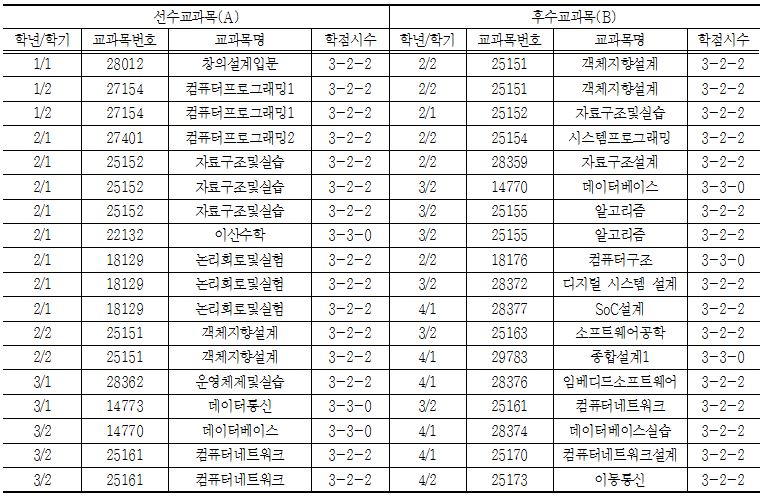 선수교과목(A) 후수교과목(B)
학년/학기 교과목번호 교과목명 학점시수 학년/학기 교과목번호 교과목명 학점시수
1/1 28012 창의설계입문 3-2-2 2/2 25151 객체지향설계 3-2-2
1/2 27154 컴퓨터프로그래밍1 3-2-2 2/2 25151 객체지향설계 3-2-2
1/2 27154 컴퓨터프로그래밍1 3-2-2 2/1 25152 자료구조및실습 3-2-2
2/1 27401 컴퓨터프로그래밍2 3-2-2 2/2 25154 시스템프로그래밍 3-2-2
2/1 25152 자료구조및실습 3-2-2 2/2 28359 자료구조설계 3-2-2
2/1 25152 자료구조및실습 3-2-2 3/2 14770 데이터베이스 3-3-0
2/1 25152 자료구조및실습 3-2-2 3/2 25155 알고리즘 3-2-2
2/1 22132 이산수학 3-3-0 3/2 25155 알고리즘 3-2-2
2/1 18129 논리회로및실험 3-2-2 2/2 18176 컴퓨터구조 3-3-0
2/1 18129 논리회로및실험 3-2-2 3/2 28372 디지털 시스템 설계 3-2-2
2/1 18129 논리회로및실험 3-2-2 4/1 28377 SoC설계 3-2-2
2/2 25151 객체지향설계 3-2-2 3/2 25163 소프트웨어공학 3-2-2
2/2 25151 객체지향설계 3-2-2 4/1 29783 종합설계1 3-3-0
3/1 28362 운영체제및실습 3-2-2 4/1 28376 임베디드소프트웨어 3-2-2
3/1 14773 데이터통신 3-3-0 3/2 25161 컴퓨터네트워크 3-2-2
3/2 14770 데이터베이스 3-3-0 4/1 28374 데이터베이스실습 3-2-2
3/2 25161 컴퓨터네트워크 3-2-2 4/1 25170 컴퓨터네트워크설계 3-2-2
3/2 25161 컴퓨터네트워크 3-2-2 4/2 25173 이동통신 3-2-2